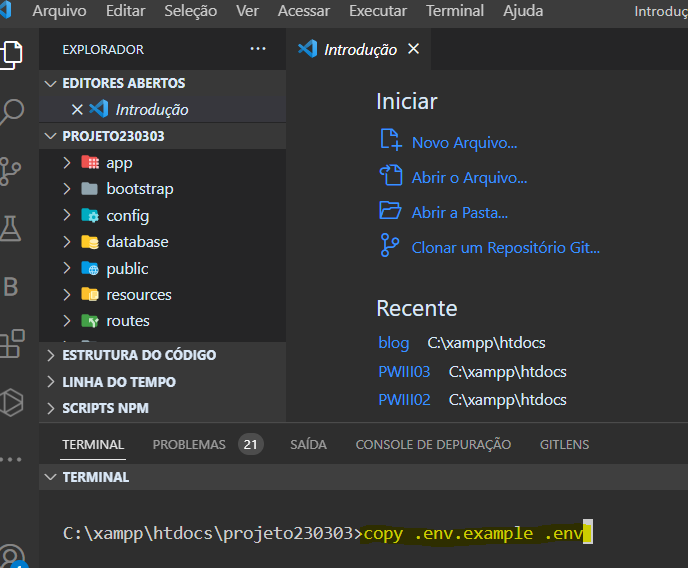 Arquivo Editar Seleção Ver Acessar Executar Terminal Ajuda Introduç
EXPLORADOR ...
EDITORES ABERTOS
Introdução
PROJETO230303
app
bootstrap
config
database
public
resources
routes
ESTRUTURA DO CÓDIGO
LINHA DO TEMPO
SCRIPTS NPM
Introdução
Iniciar
Novo Arquivo...
Abrir o Arquivo...
Abrir a Pasta...
Clonar um Repositório Git...
Recente
blog C:\xampp\htdocs
PWIII03 C:\xampp\htdocs
PWIII02 C:\xampp\htdocs
TERMINAL PROBLEMAS 21 SAÍDA CONSOLE DE DEPURAÇÃO GITLENS
TERMINAL
C:\xampp\htdocs\projeto230303>copy .env.example .env